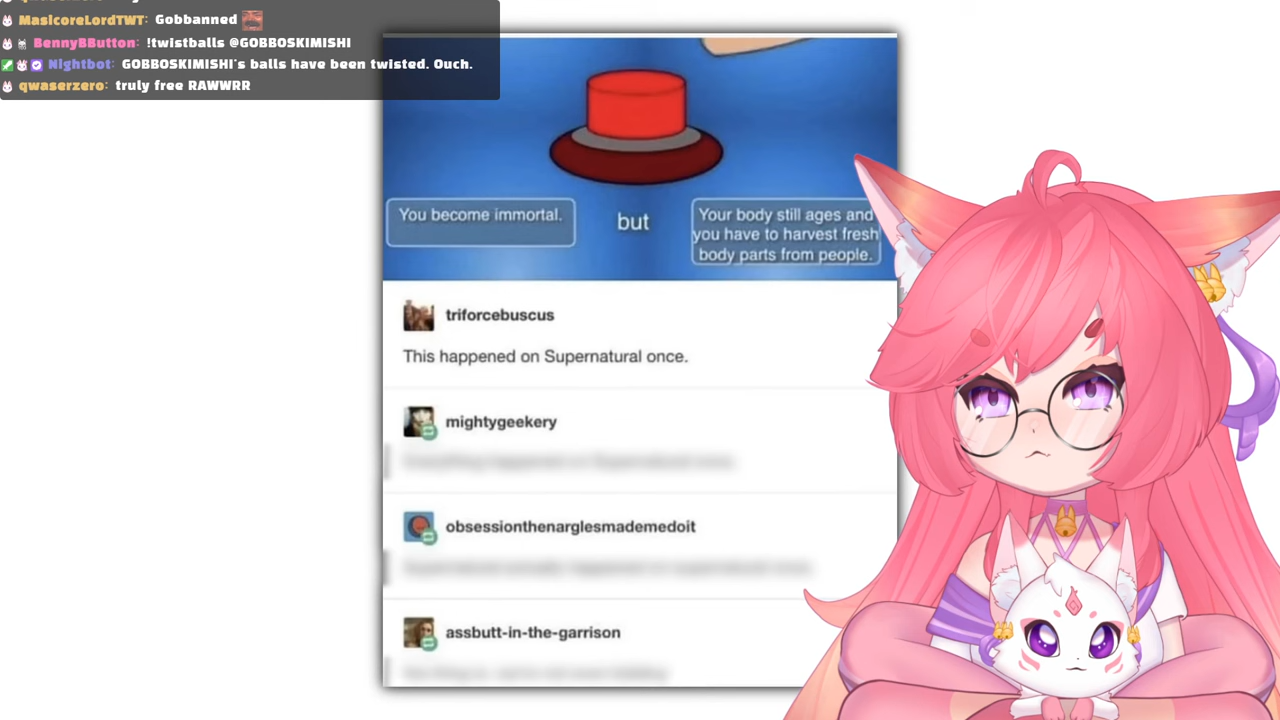 MasicoreLordTWT: Gobbanned
BennyBButton: !twistballs @GOBBOSKIMISHI
Nightbot: GOBBOSKIMISHI's balls have been twisted. Ouch.
qwaserzero: truly free RAWWRR
You become immortal.
but
Your body still ages and
you have to harvest fresh
body parts from people.
triforcebuscus
This happened on Supernatural once.
mightygeekery
obsessionthenarglesmademedoit
assbutt-in-the-garrison